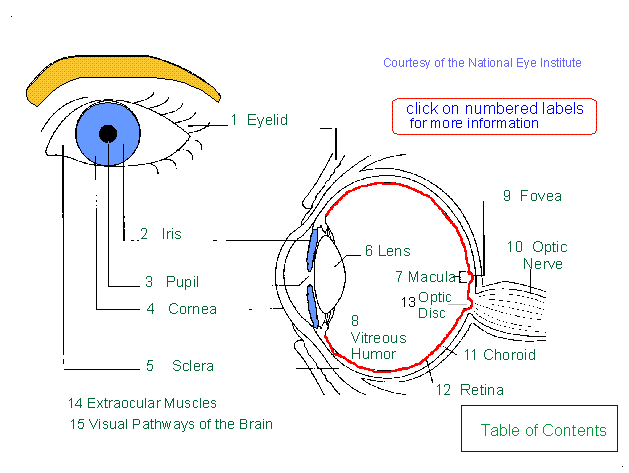 Courtesy of the National Eye Institute
click on numbered labels
for more information
1 Eyelid
9 Fovea
2 Iris
6 Lens
10 Optic
Nerve
7 Macula
3 Pupil
13 Optic
Disc
4 Cornea
8
Vitreous
Humor
11 Choroid
5 Sclera
12 Retina
14 Extraocular Muscles
15 Visual Pathways of the Brain
Table of Contents